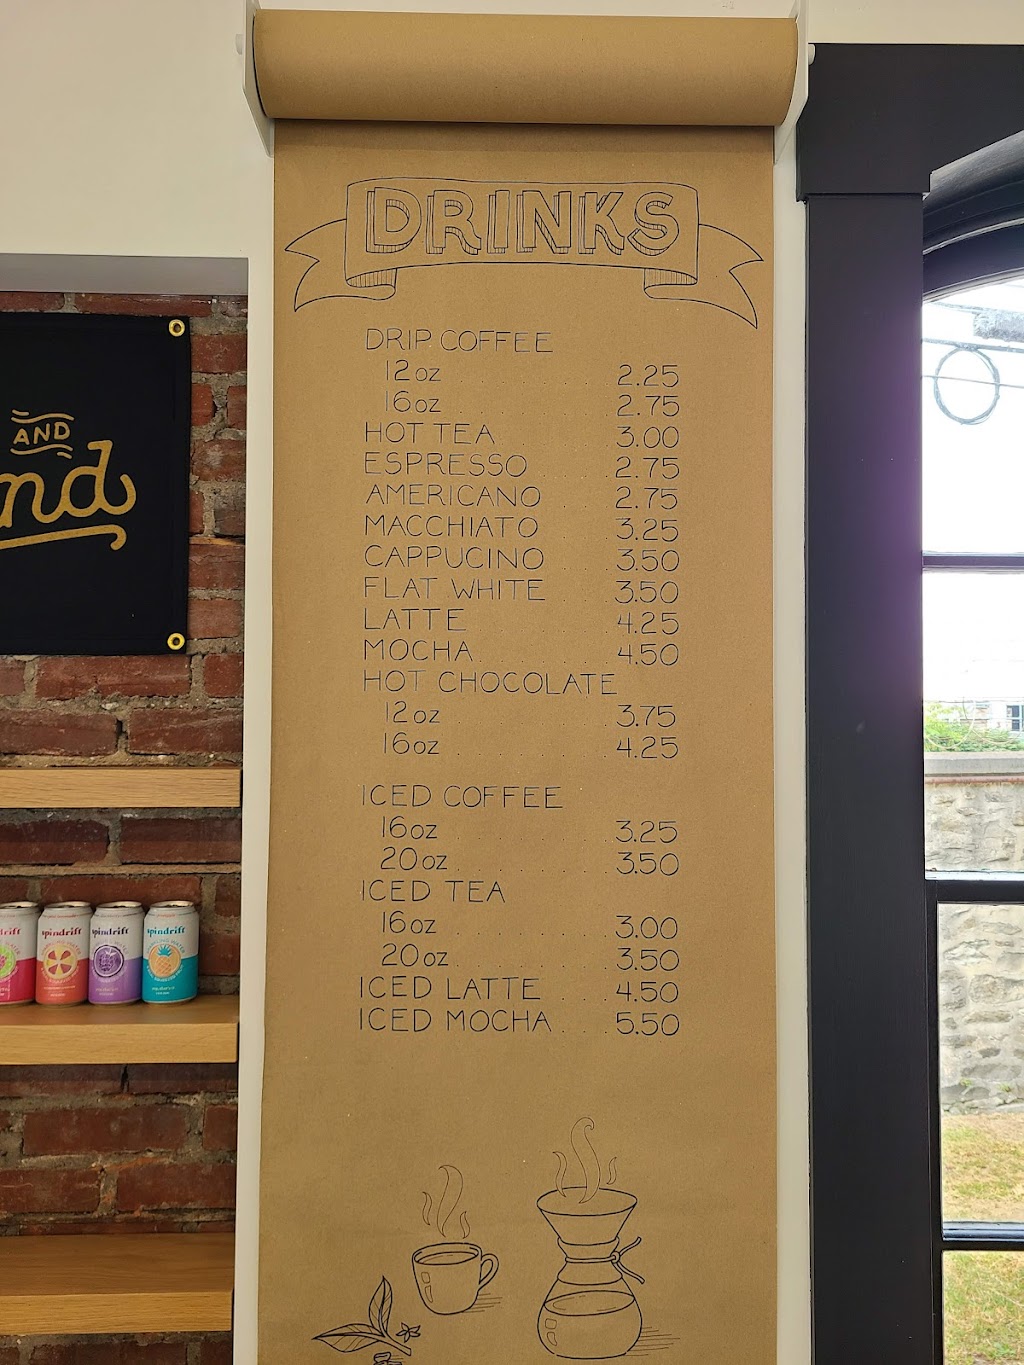 DRINKS
DRIP COFFEE
12oz . . . . . . . . . . 2.25
16oz . . . . . . . . . . 2.75
HOT TEA . . . . . . . . 3.00
ESPRESSO . . . . . 2.75
AMERICANO . . . . 2.75
MACCHIATO . . . . 3.25
CAPPUCINO . . . . 3.50
FLAT WHITE . . . . 3.50
LATTE . . . . . . . . . 4.25
MOCHA . . . . . . . . . 4.50
HOT CHOCOLATE
12oz . . . . . . . . . . 3.75
16oz . . . . . . . . . . 4.25
ICED COFFEE
16oz . . . . . . . . . . 3.25
20oz . . . . . . . . . . 3.50
ICED TEA
16oz . . . . . . . . . . 3.00
20oz . . . . . . . . . . 3.50
ICED LATTE . . . . 4.50
ICED MOCHA . . . . 5.50
AND
nd
spindrift
spindrift
spindrift